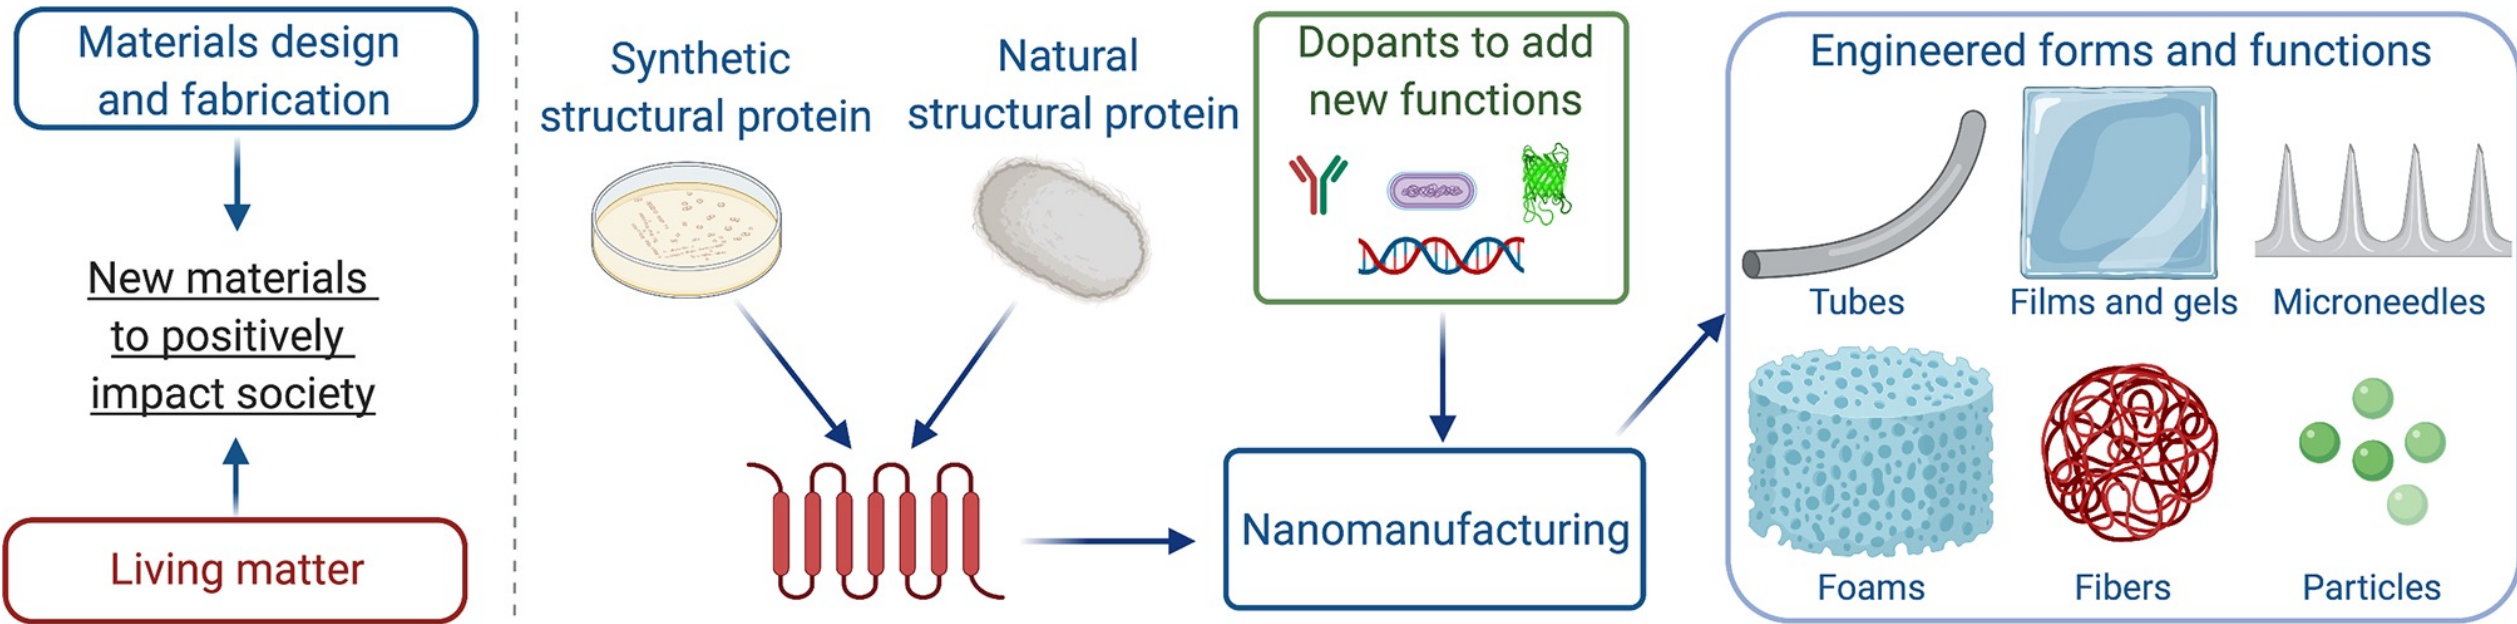 Materials design
and fabrication
New materials
to positively
impact society
Living matter
Synthetic
structural protein
Natural
structural protein
Dopants to add
new functions
Nanomanufacturing
Engineered forms and functions
Tubes
Films and gels
Microneedles
Foams
Fibers
Particles